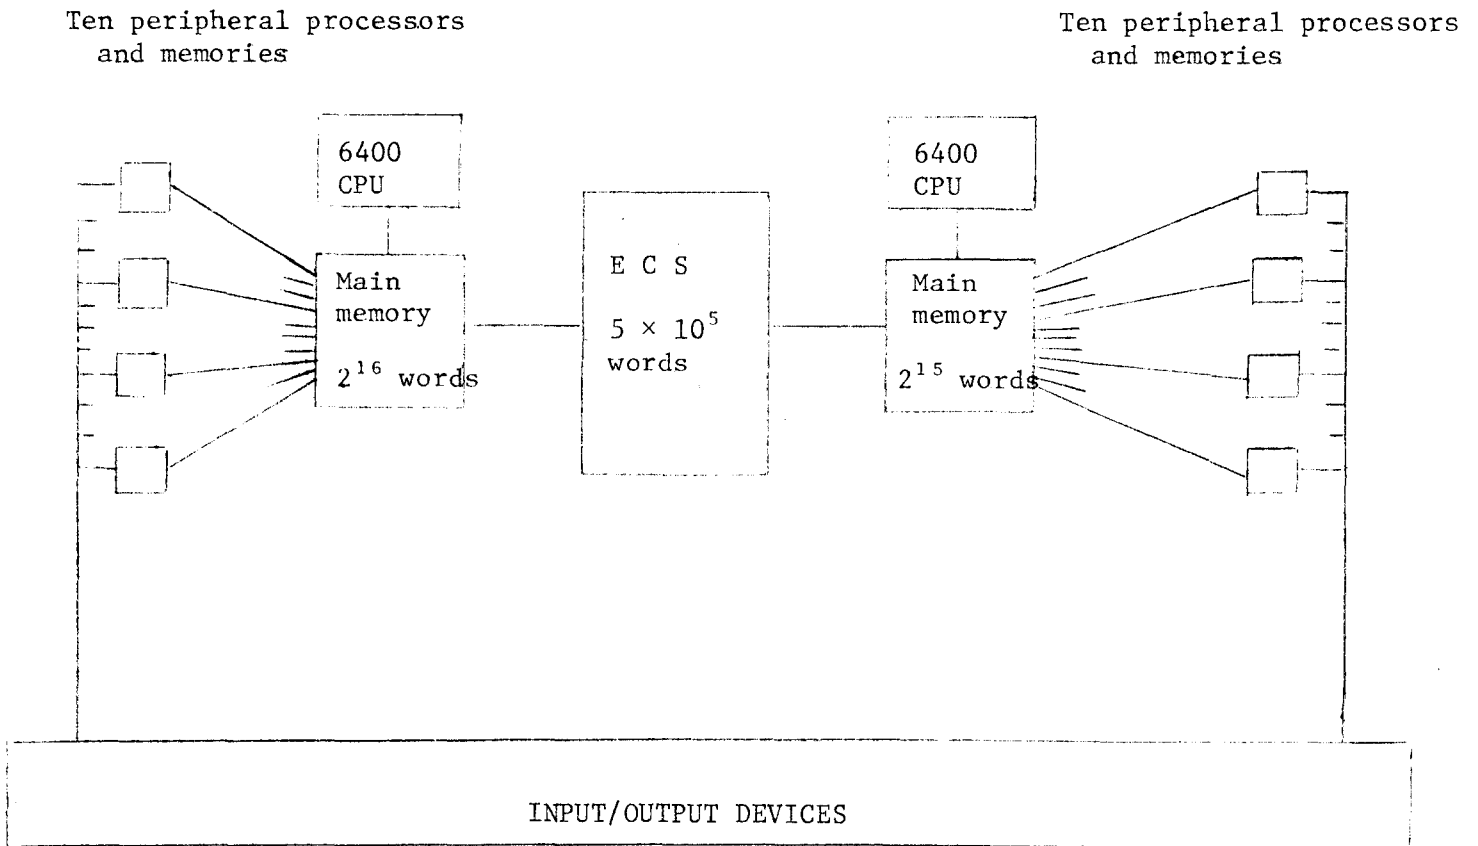 Ten peripheral processors
and memories
Ten peripheral processors
and memories
6400
CPU
6400
CPU
Main
memory
2¹⁶ words
E C S
5 × 10⁵
words
Main
memory
2¹⁵ words
INPUT/OUTPUT DEVICES